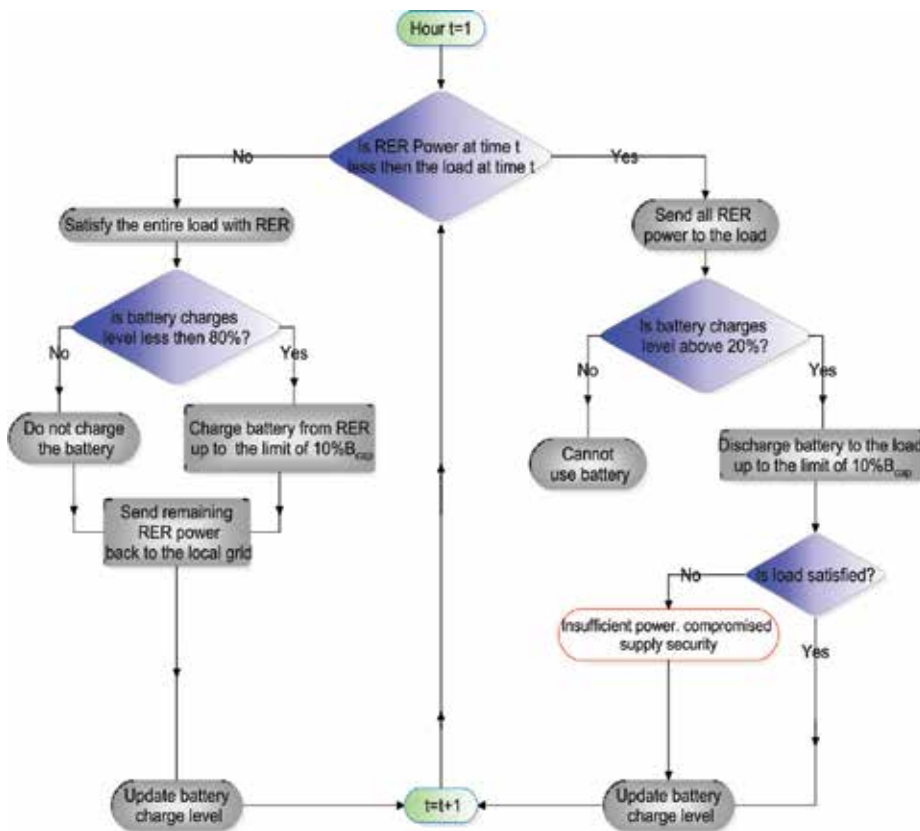 Hour t=1
Is RER Power at time t
less then the load at time t
No
Yes
Satisfy the entire load with RER
Send all RER
power to the load
is battery charges
level less then 80%?
Is battery charges
level above 20%?
No
Yes
No
Yes
Do not charge
the battery
Charge battery from RER
up to the limit of 10%Bcap
Cannot
use battery
Discharge battery to the load
up to the limit of 10%Bcap
Send remaining
RER power
back to the local grid
Is load satisfied?
No
Yes
Insufficient power. compromised
supply security
Update battery
charge level
t=t+1
Update battery
charge level